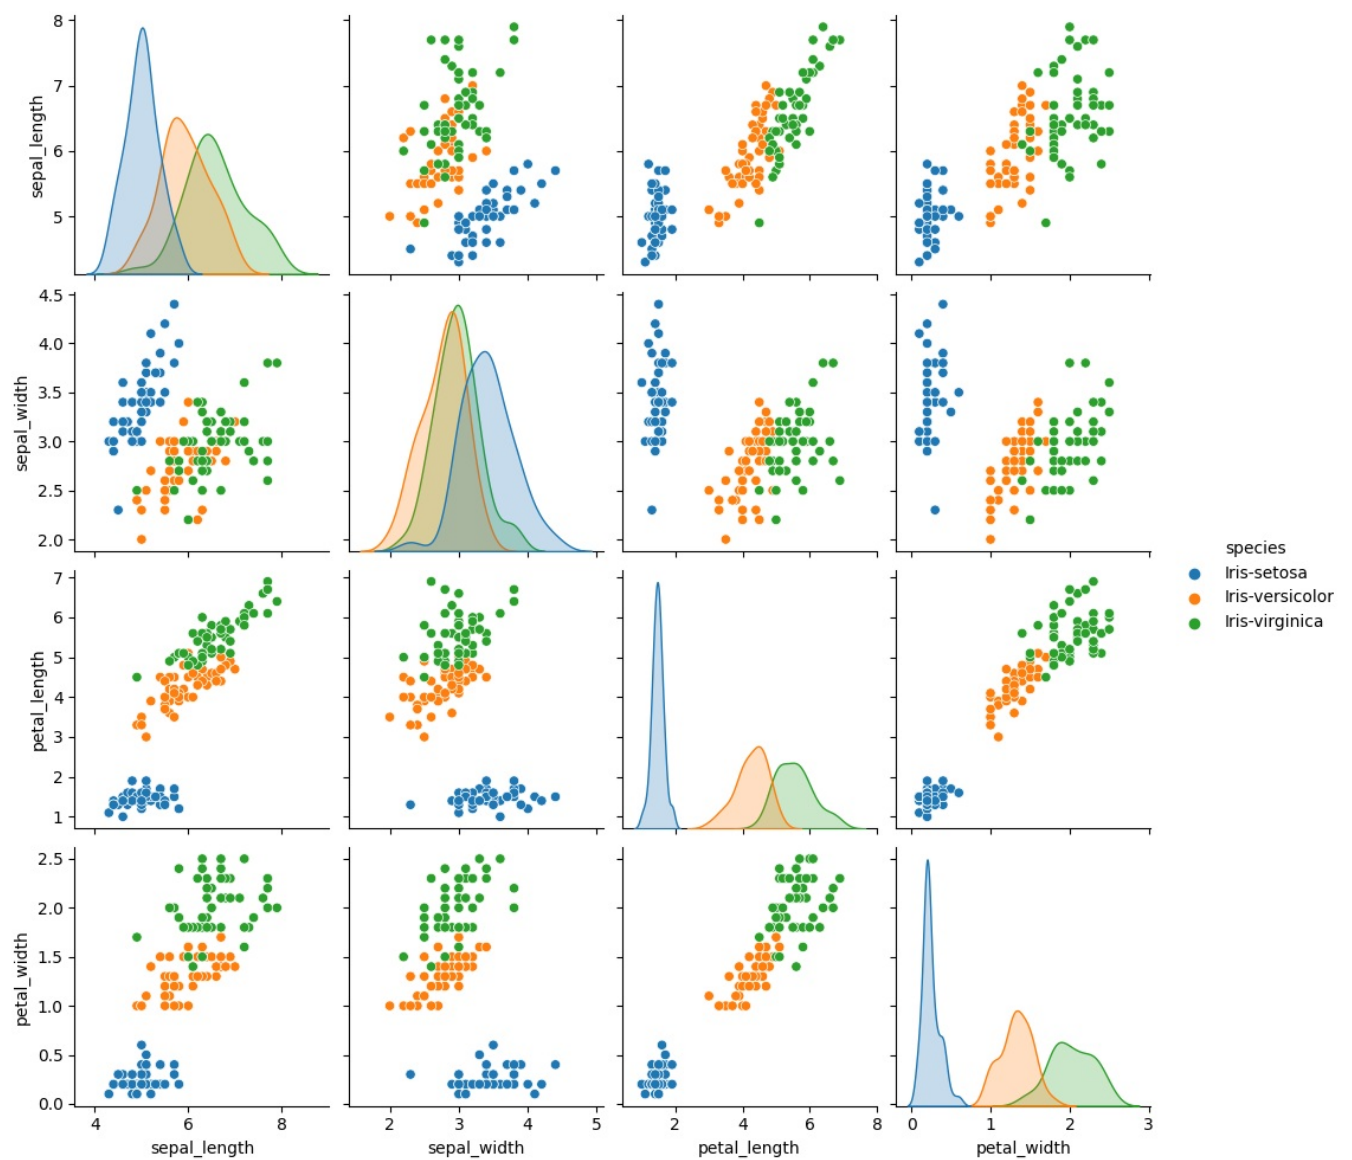 8
7
6
5
sepal_length
4.5
4.0
3.5
3.0
2.5
2.0
sepal_width
species
Iris-setosa
Iris-versicolor
Iris-virginica
7
6
5
4
3
2
1
petal_length
2.5
2.0
1.5
1.0
0.5
0.0
petal_width
4 6 8
sepal_length
2 3 4 5
sepal_width
2 4 6 8
petal_length
0 1 2 3
petal_width